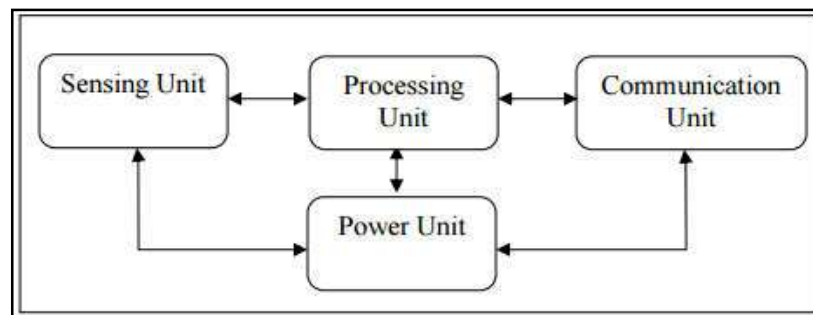 Sensing Unit
Processing
Unit
Communication
Unit
Power Unit